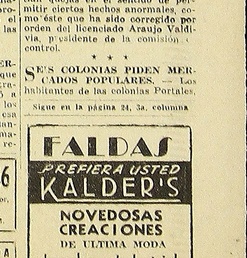 mitir ciertos hechos anormales, co-
mo éste que ha sido corregido por
orden del licenciado Araujo Valdi-
via, presidente de la comisión
control.
* * *
SE'S COLONIAS PIDEN MER-
CADOS POPULARES. — Los
habitantes de las colonias Portales,
Sigue en la página 24, 3a. columna
FALDAS
PREFIERA USTED
KALDER'S
NOVEDOSAS
CREACIONES
DE ULTIMA MODA